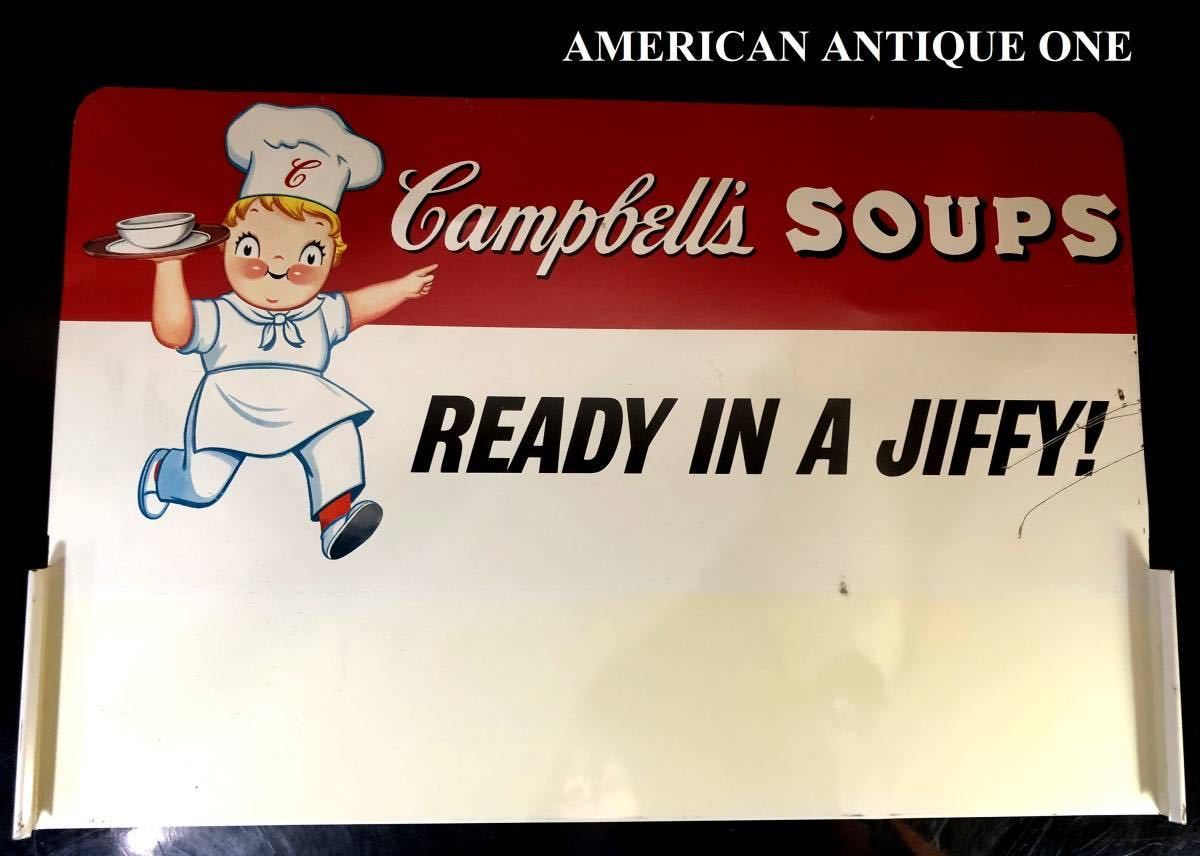 AMERICAN ANTIQUE ONE
C
Campbell's SOUPS
READY IN A JIFFY!